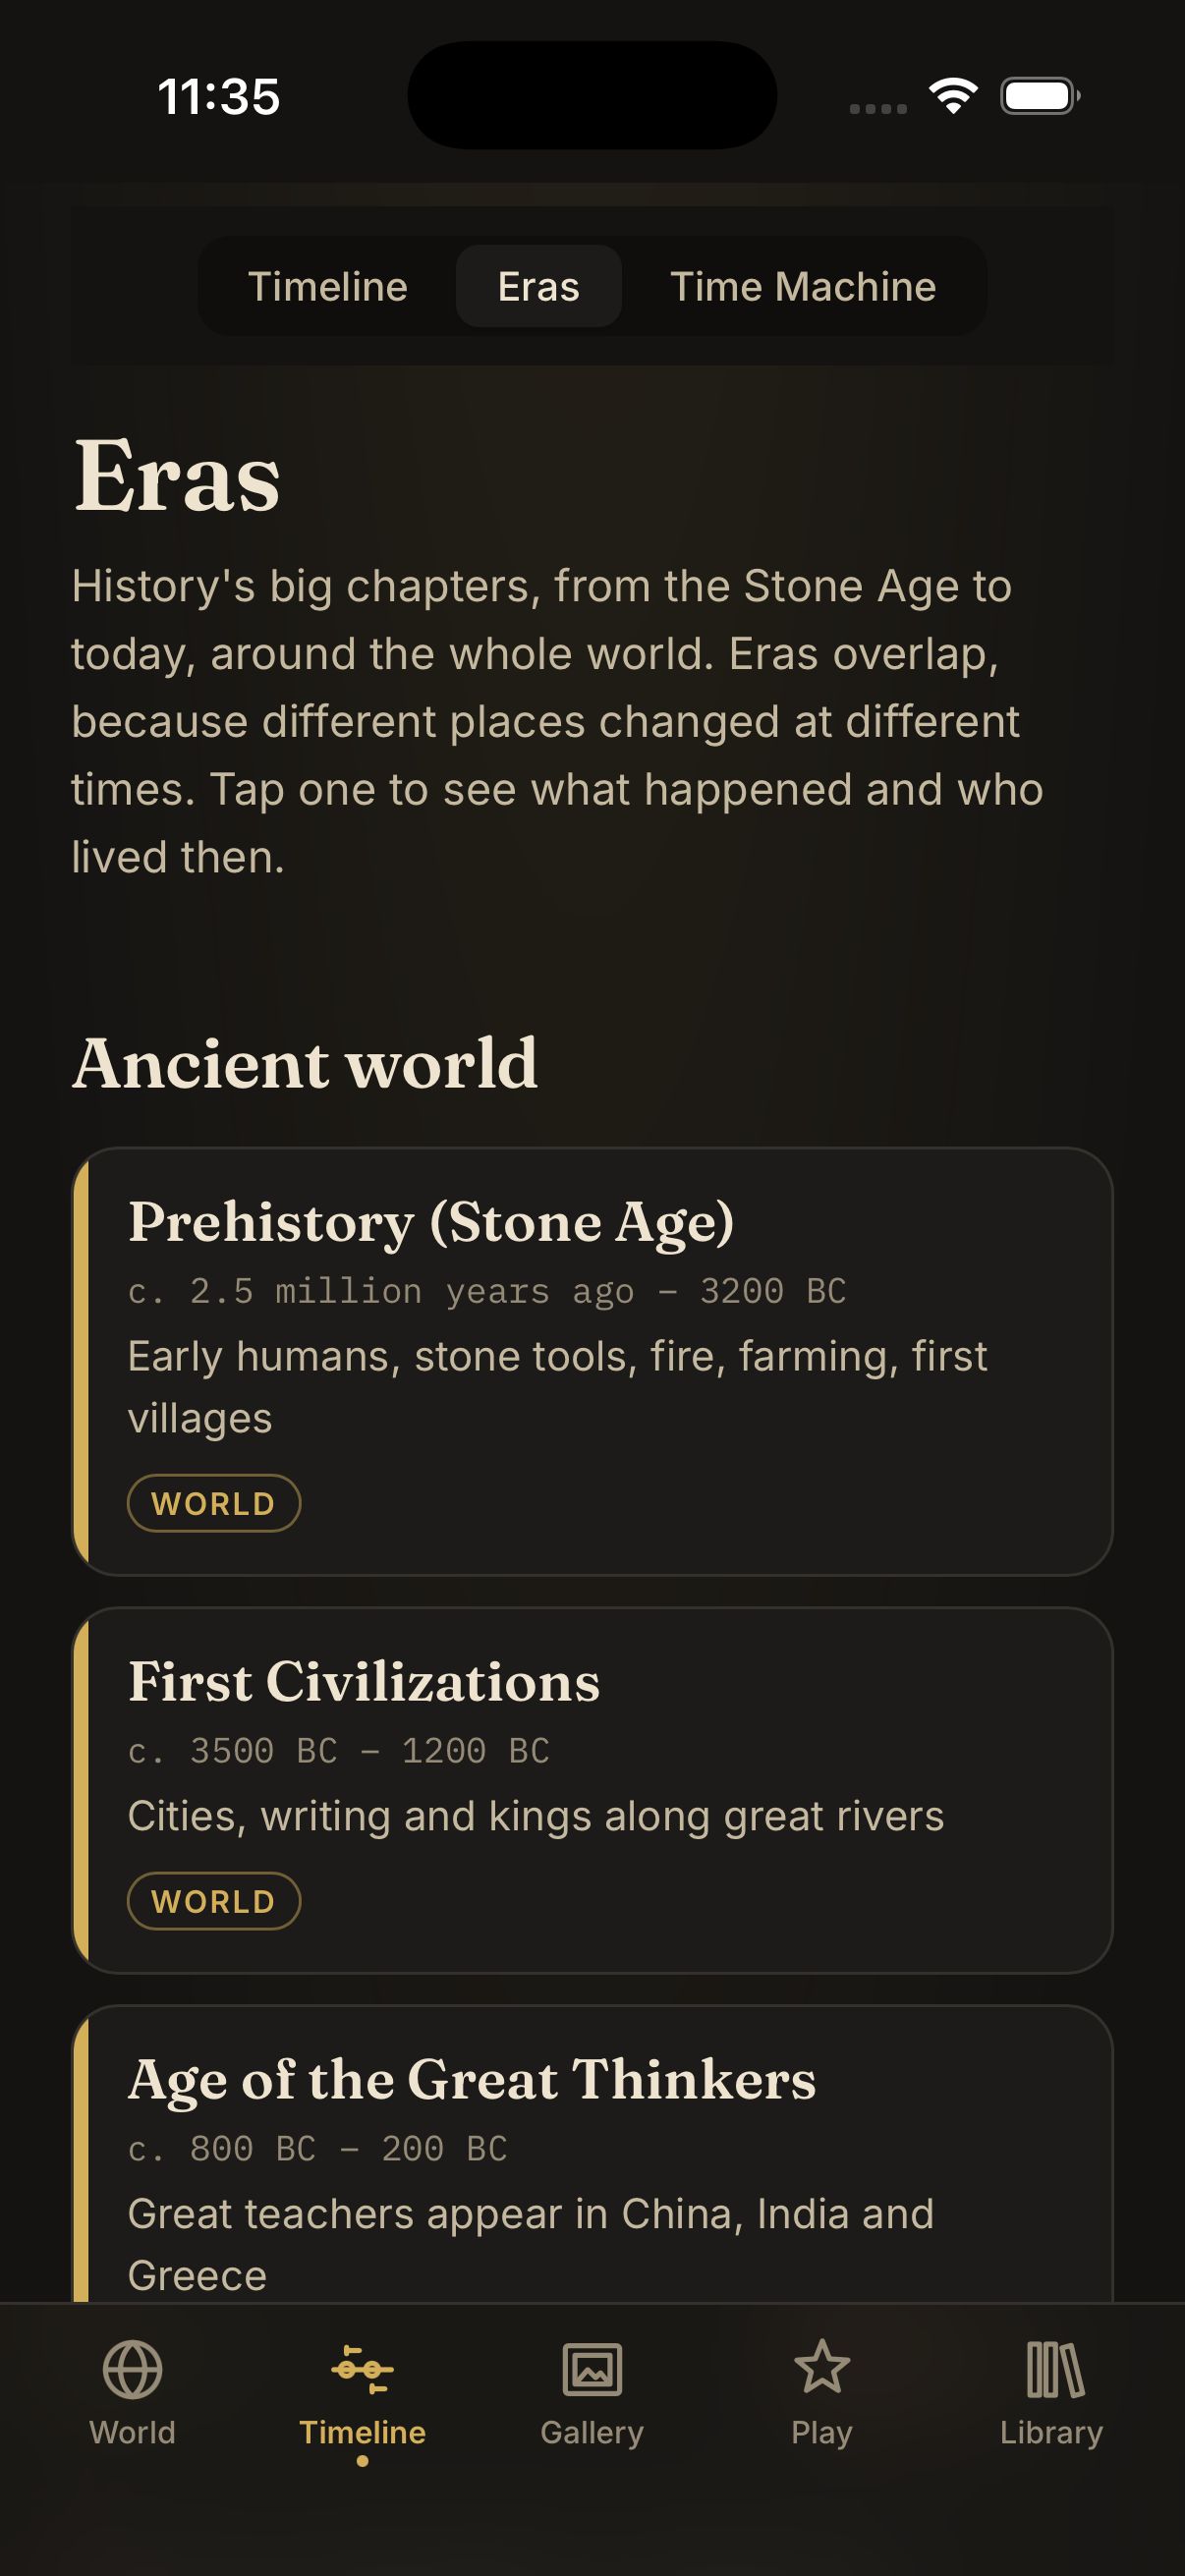 11:35
Timeline
Eras
Time Machine
Eras
History's big chapters, from the Stone Age to
today, around the whole world. Eras overlap,
because different places changed at different
times. Tap one to see what happened and who
lived then.
Ancient world
Prehistory (Stone Age)
c. 2.5 million years ago – 3200 BC
Early humans, stone tools, fire, farming, first
villages
WORLD
First Civilizations
c. 3500 BC – 1200 BC
Cities, writing and kings along great rivers
WORLD
Age of the Great Thinkers
c. 800 BC – 200 BC
Great teachers appear in China, India and
Greece
World
Timeline
Gallery
Play
Library